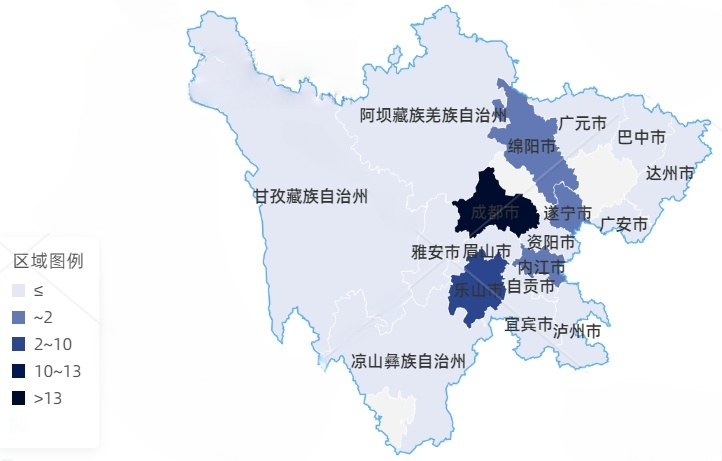 阿坝藏族羌族自治州
广元市
巴中市
绵阳市
达州市
甘孜藏族自治州
成都市
遂宁市
广安市
资阳市
雅安市
眉山市
内江市
乐山市
自贡市
宜宾市
泸州市
凉山彝族自治州
区域图例
≤
~2
2~10
10~13
>13